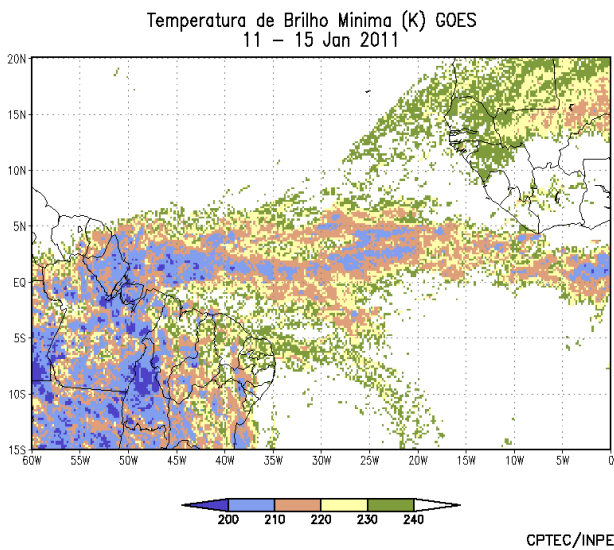 Temperatura de Brilho Minima (K) GOES
11 – 15 Jan 2011
20N
15N
10N
5N
EQ
5S
10S
15S
60W 55W 50W 45W 40W 35W 30W 25W 20W 15W 10W 5W 0
200 210 220 230 240
CPTEC/INPE